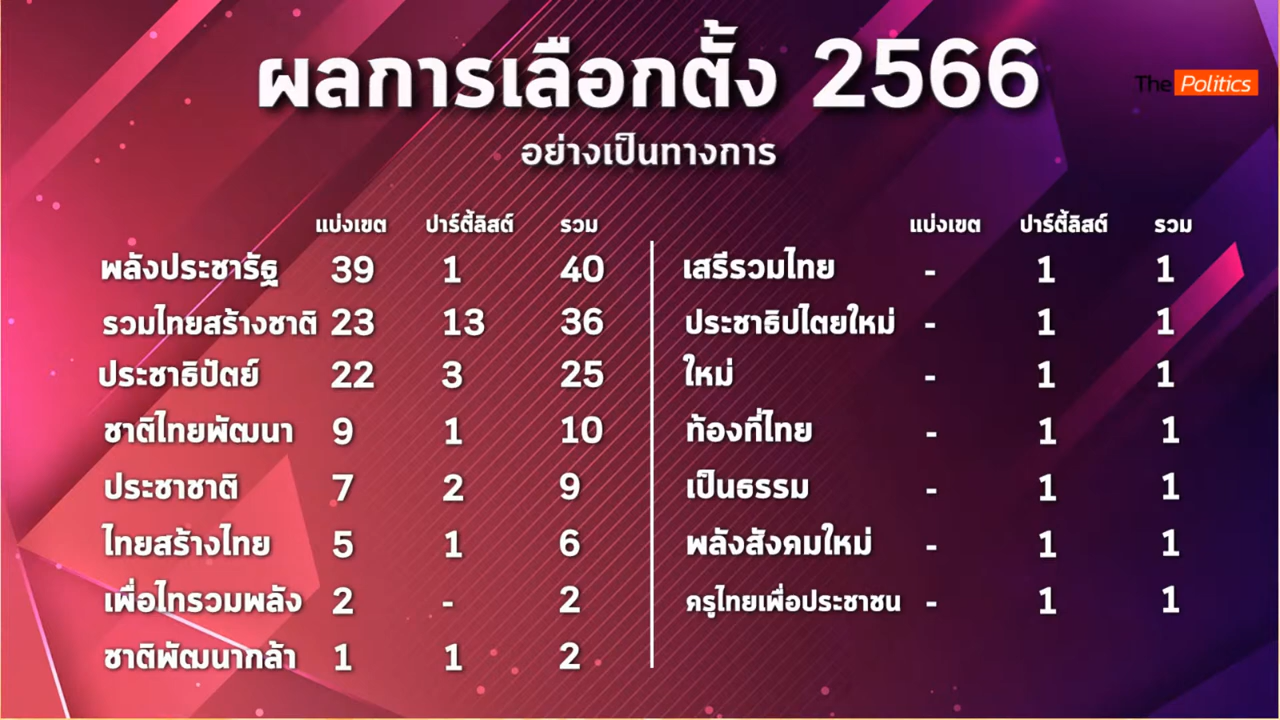 ผลการเลือกตั้ง 2566
The Politics
อย่างเป็นทางการ
แบ่งเขต ปาร์ตี้ลิสต์ รวม
พลังประชารัฐ 39 1 40
รวมไทยสร้างชาติ 23 13 36
ประชาธิปัตย์ 22 3 25
ชาติไทยพัฒนา 9 1 10
ประชาชาติ 7 2 9
ไทยสร้างไทย 5 1 6
เพื่อไทรวมพลัง 2 - 2
ชาติพัฒนากล้า 1 1 2
แบ่งเขต ปาร์ตี้ลิสต์ รวม
เสรีรวมไทย - 1 1
ประชาธิปไตยใหม่ - 1 1
ใหม่ - 1 1
ท้องที่ไทย - 1 1
เป็นธรรม - 1 1
พลังสังคมใหม่ - 1 1
ครูไทยเพื่อประชาชน - 1 1